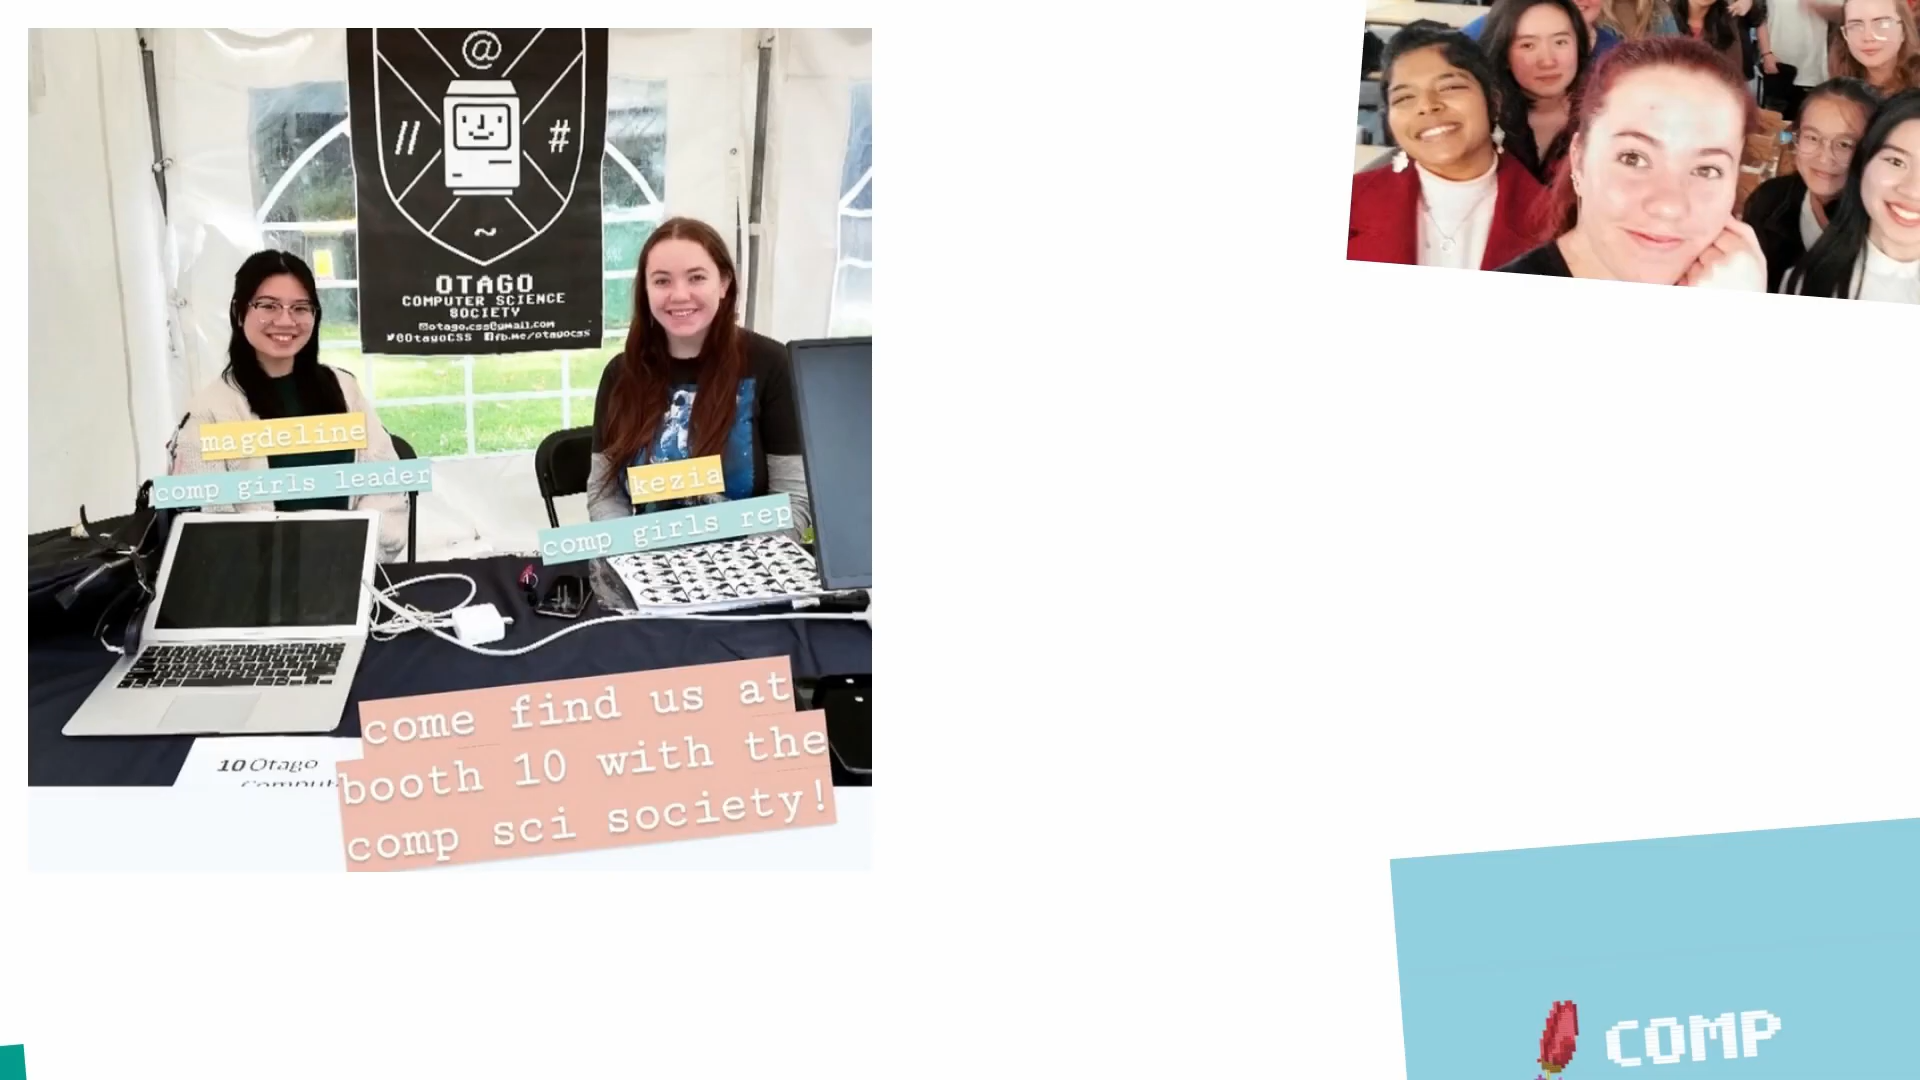 @
//
#
~
OTAGO
COMPUTER SCIENCE
SOCIETY
otago.css@gmail.com
@OtagoCSS fb.me/otagocss
magdeline
comp girls leader
kezia
comp girls rep
come find us at
booth 10 with the
comp sci society!
10 Otago
COMP